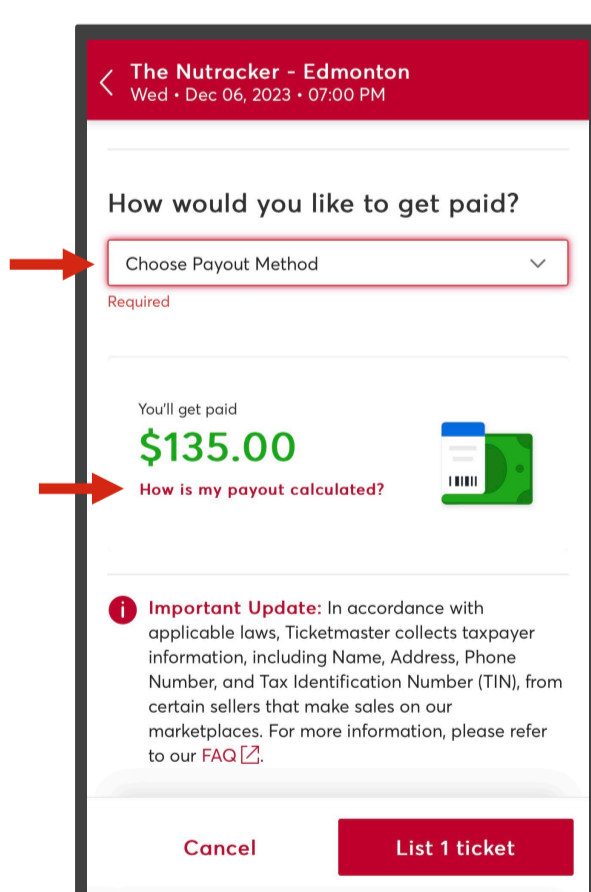 The Nutracker - Edmonton
Wed • Dec 06, 2023 • 07:00 PM
How would you like to get paid?
Choose Payout Method
Required
You'll get paid
$135.00
How is my payout calculated?
Important Update: In accordance with
applicable laws, Ticketmaster collects taxpayer
information, including Name, Address, Phone
Number, and Tax Identification Number (TIN), from
certain sellers that make sales on our
marketplaces. For more information, please refer
to our FAQ.
Cancel
List 1 ticket